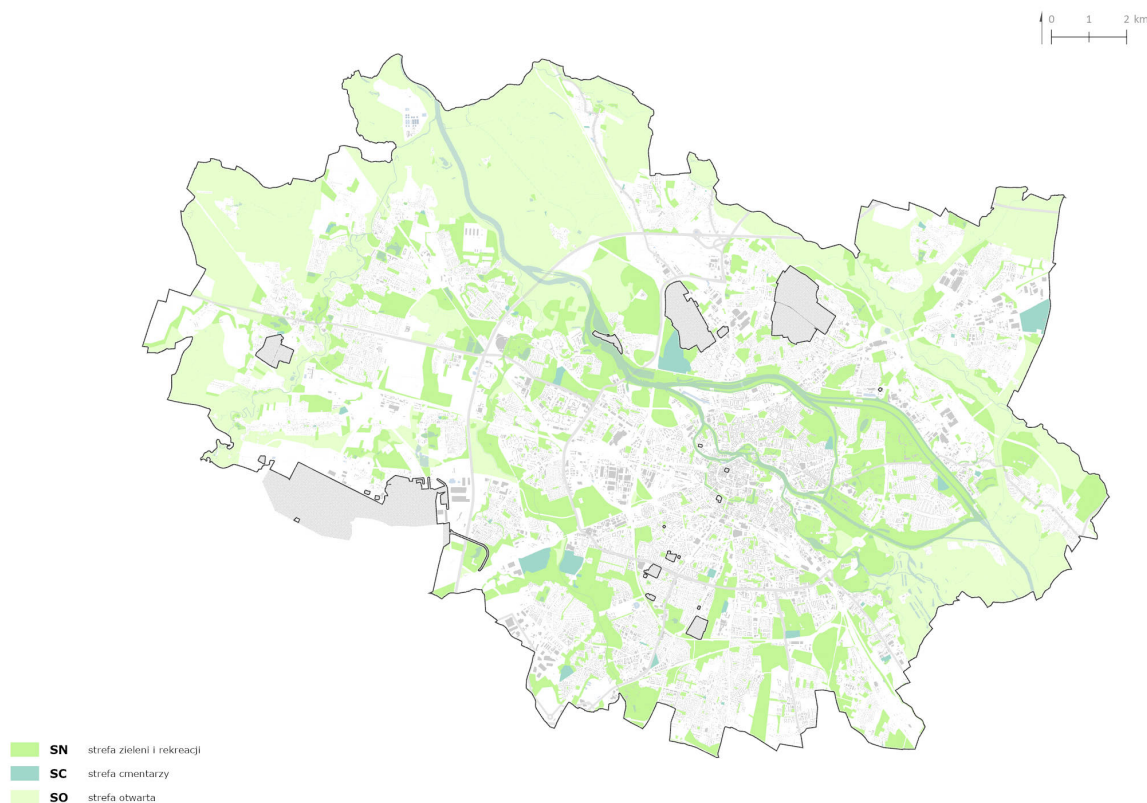 0 1 2 km
SN strefa zieleni i rekreacji
SC strefa cmentarzy
SO strefa otwarta